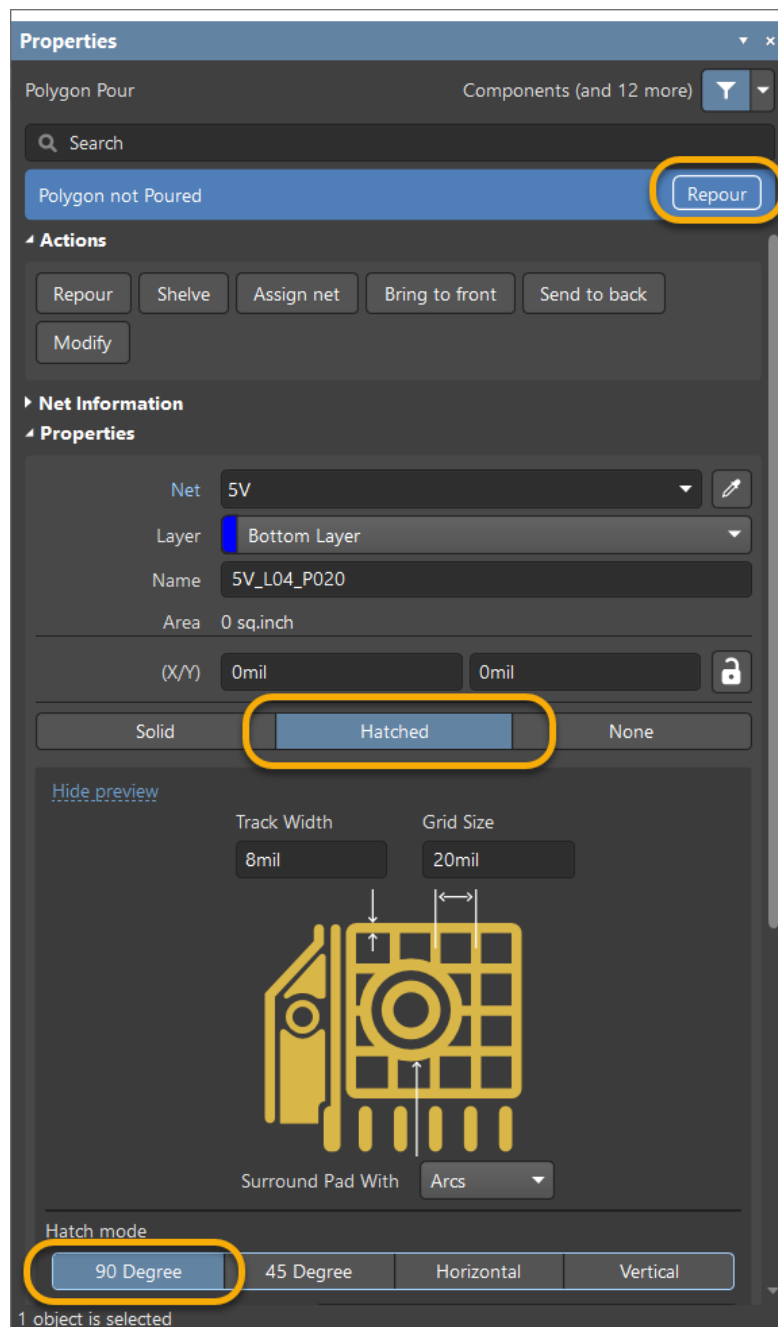 Properties
Polygon Pour Components (and 12 more)
Search
Polygon not Poured Repour
Actions
Repour Shelve Assign net Bring to front Send to back
Modify
Net Information
Properties
Net 5V
Layer Bottom Layer
Name 5V_L04_P020
Area 0 sq.inch
(X/Y) 0mil 0mil
Solid Hatched None
Hide preview
Track Width Grid Size
8mil 20mil
Surround Pad With Arcs
Hatch mode
90 Degree 45 Degree Horizontal Vertical
1 object is selected